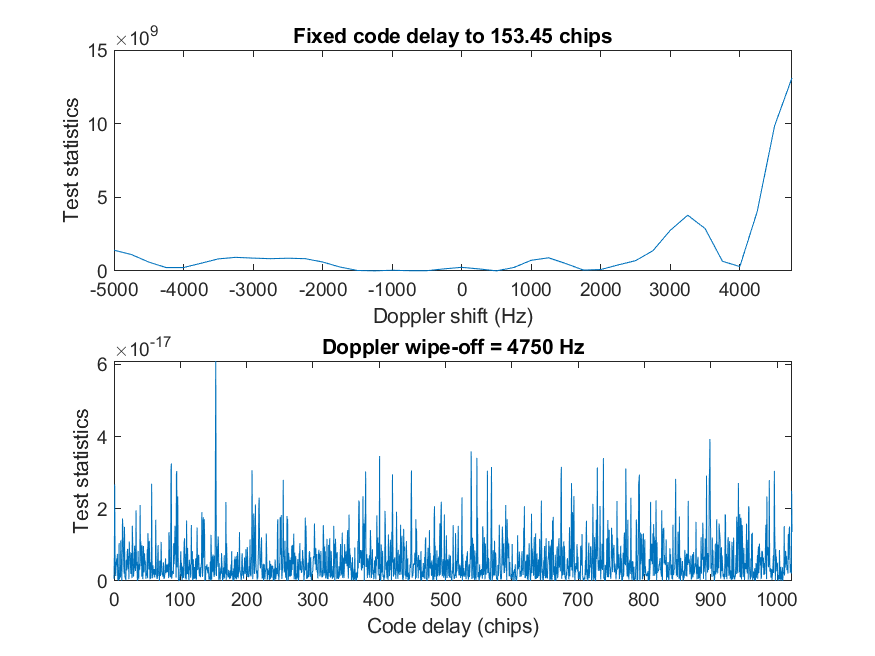 Fixed code delay to 153.45 chips
×10^9
15
10
5
0
Test statistics
-5000 -4000 -3000 -2000 -1000 0 1000 2000 3000 4000
Doppler shift (Hz)
Doppler wipe-off = 4750 Hz
×10^-17
6
4
2
0
Test statistics
0 100 200 300 400 500 600 700 800 900 1000
Code delay (chips)